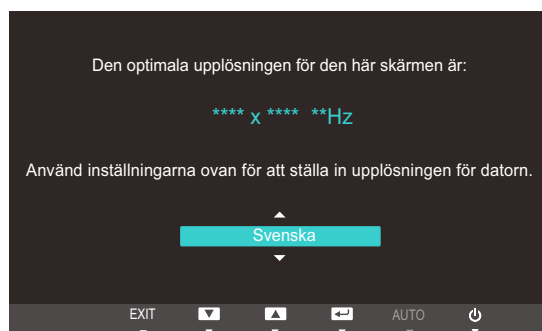 Den optimala upplösningen för den här skärmen är:
**** x **** **Hz
Använd inställningarna ovan för att ställa in upplösningen för datorn.
Svenska
EXIT AUTO